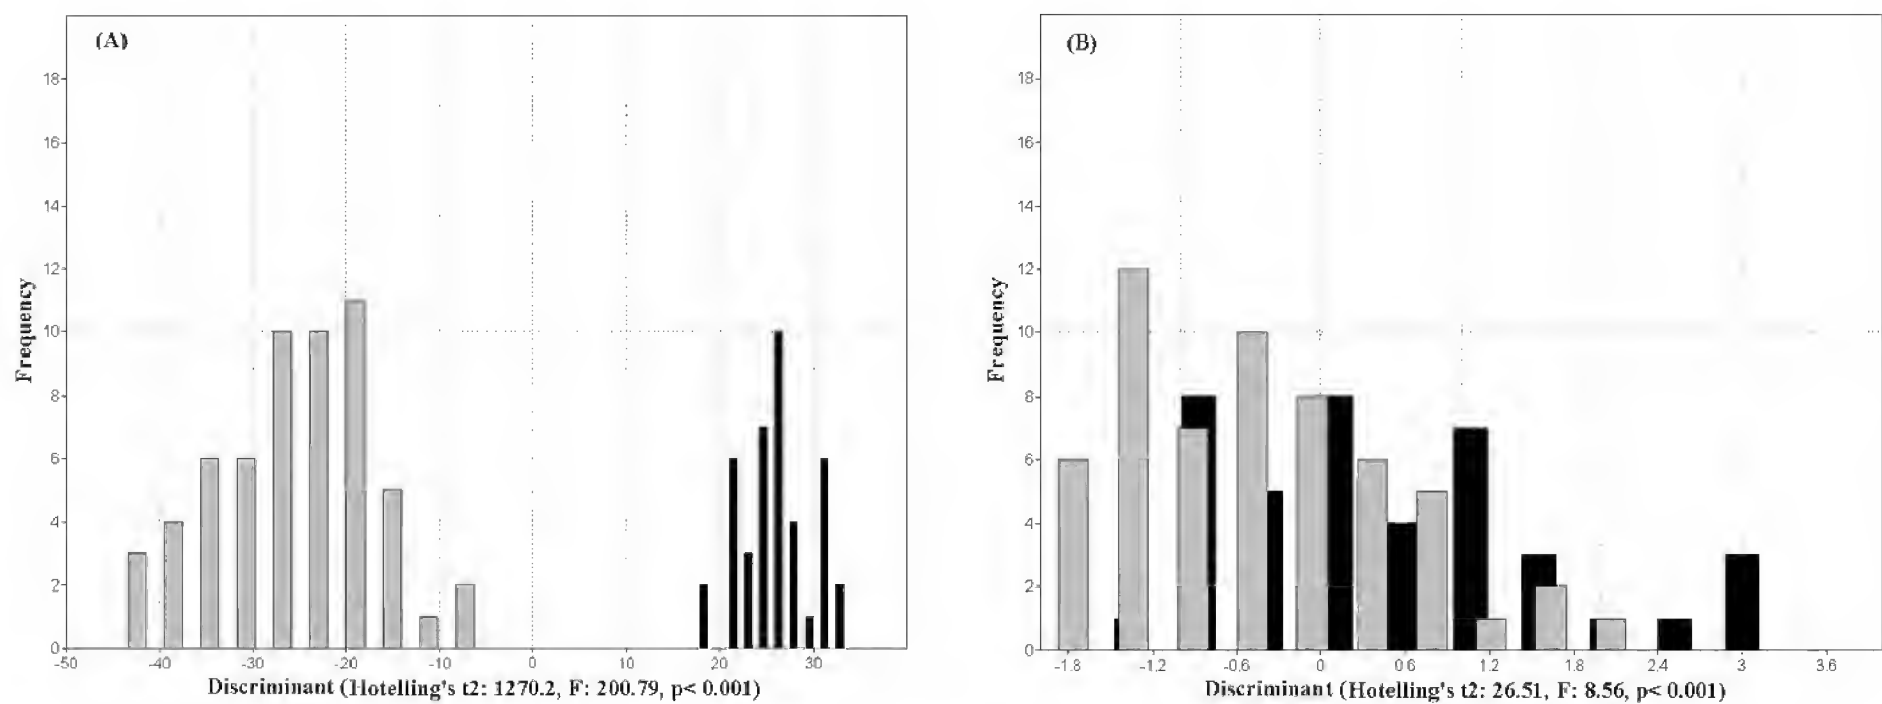 (A)
18
16
14
12
10
8
6
4
2
0
Frequency
-50 -40 -30 -20 -10 0 10 20 30
Discriminant (Hotelling's t2: 1270.2, F: 200.79, p< 0.001)
(B)
18
16
14
12
10
8
6
4
2
0
Frequency
-1.8 -1.2 -0.6 0 0.6 1.2 1.8 2.4 3 3.6
Discriminant (Hotelling's t2: 26.51, F: 8.56, p< 0.001)